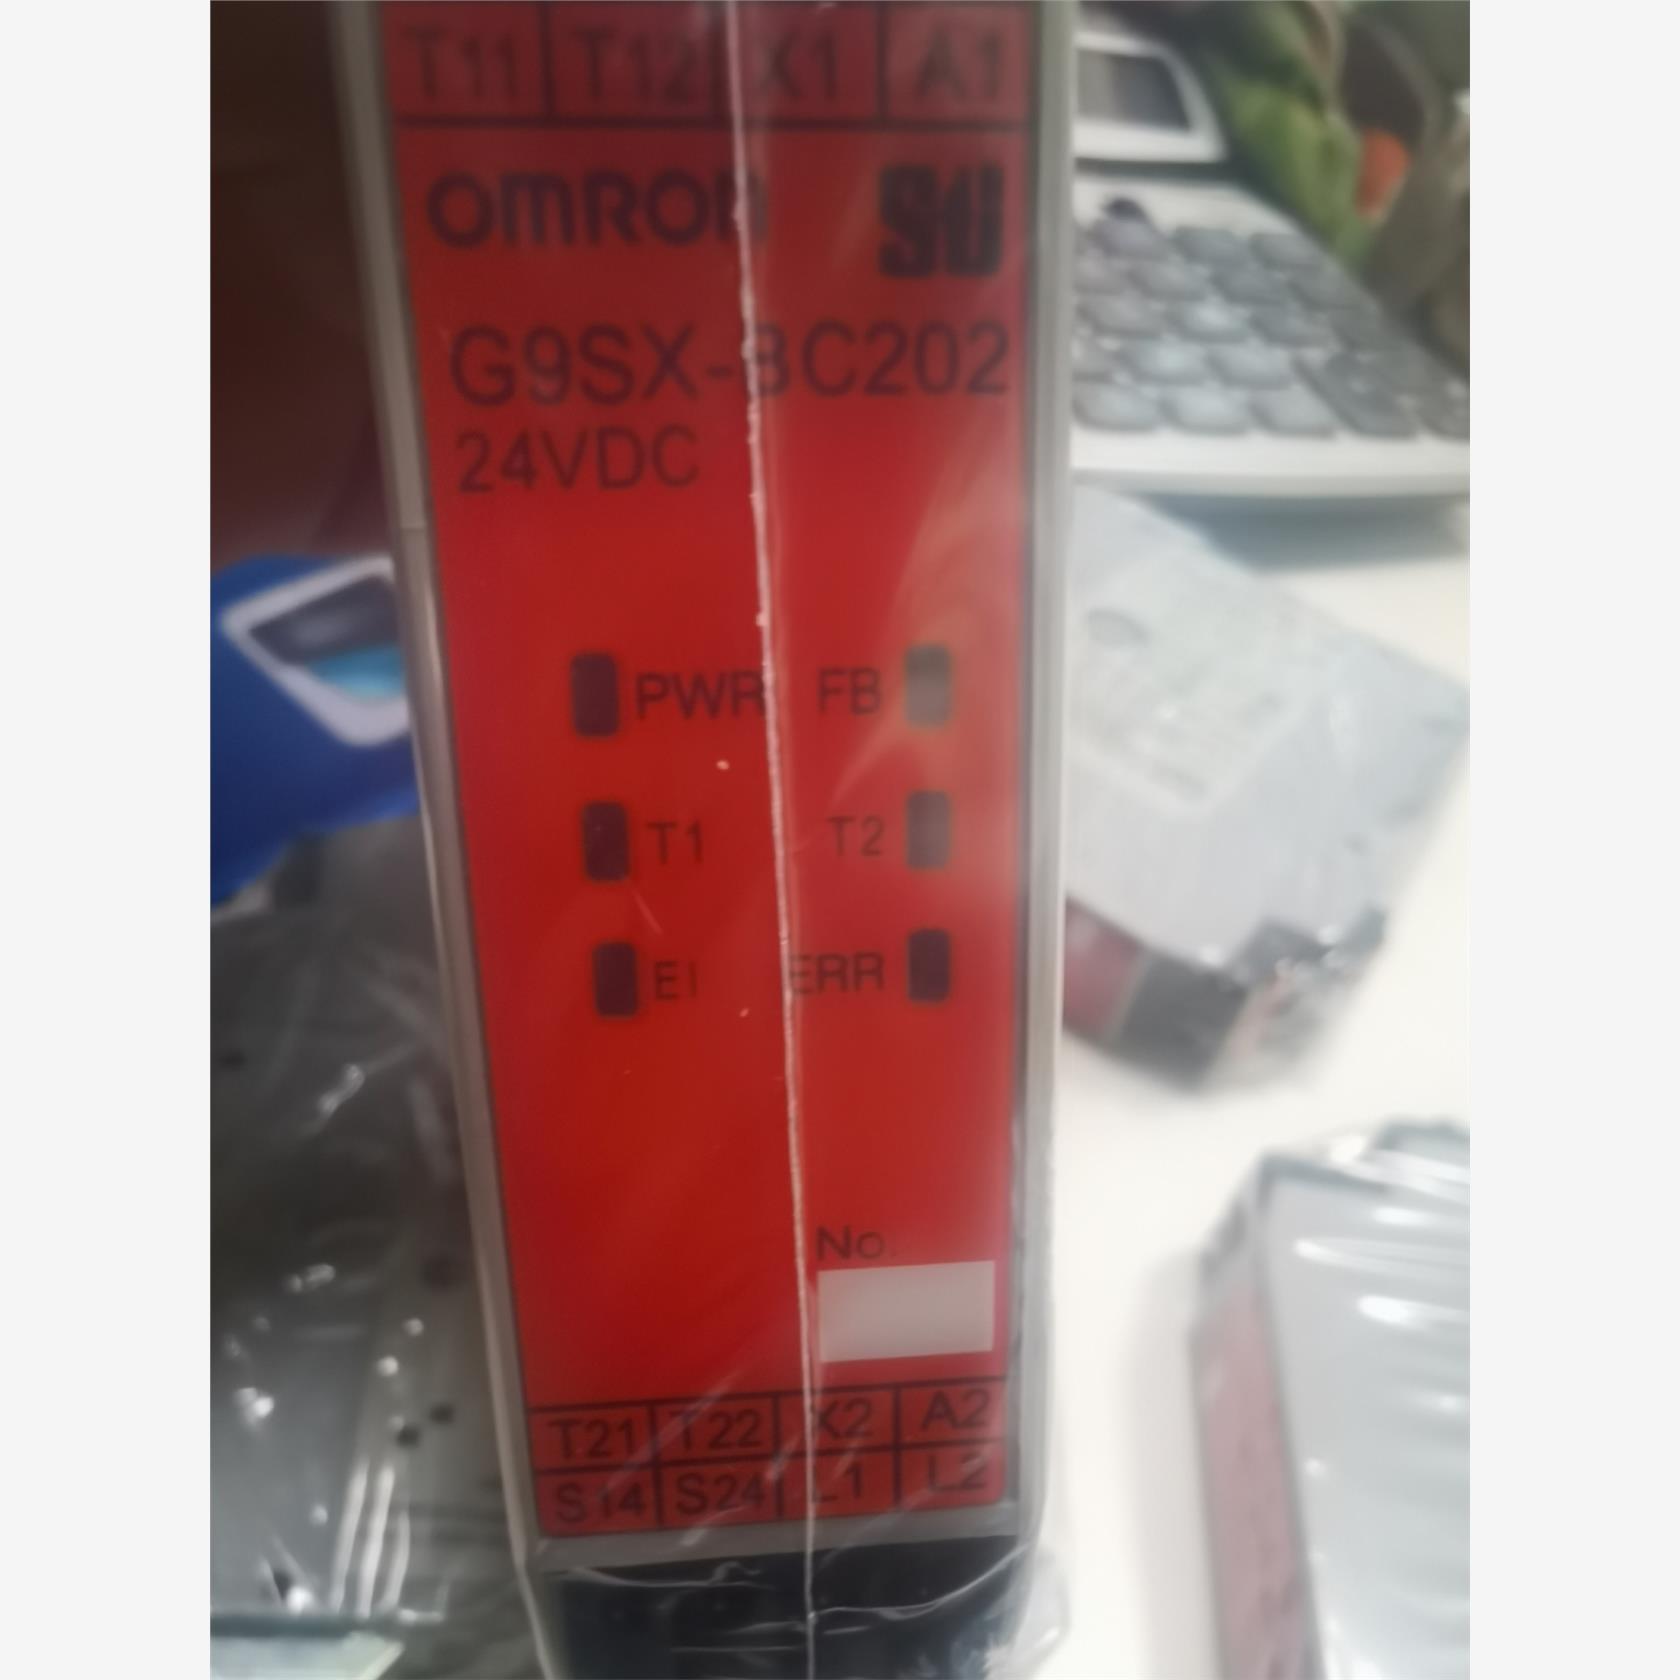 T11 T12 X1 A1
OMRON STI
G9SX-BC202
24VDC
PWR FB
T1 T2
EI ERR
No.
T21 T22 X2 A2
S14 S24 L1 L2